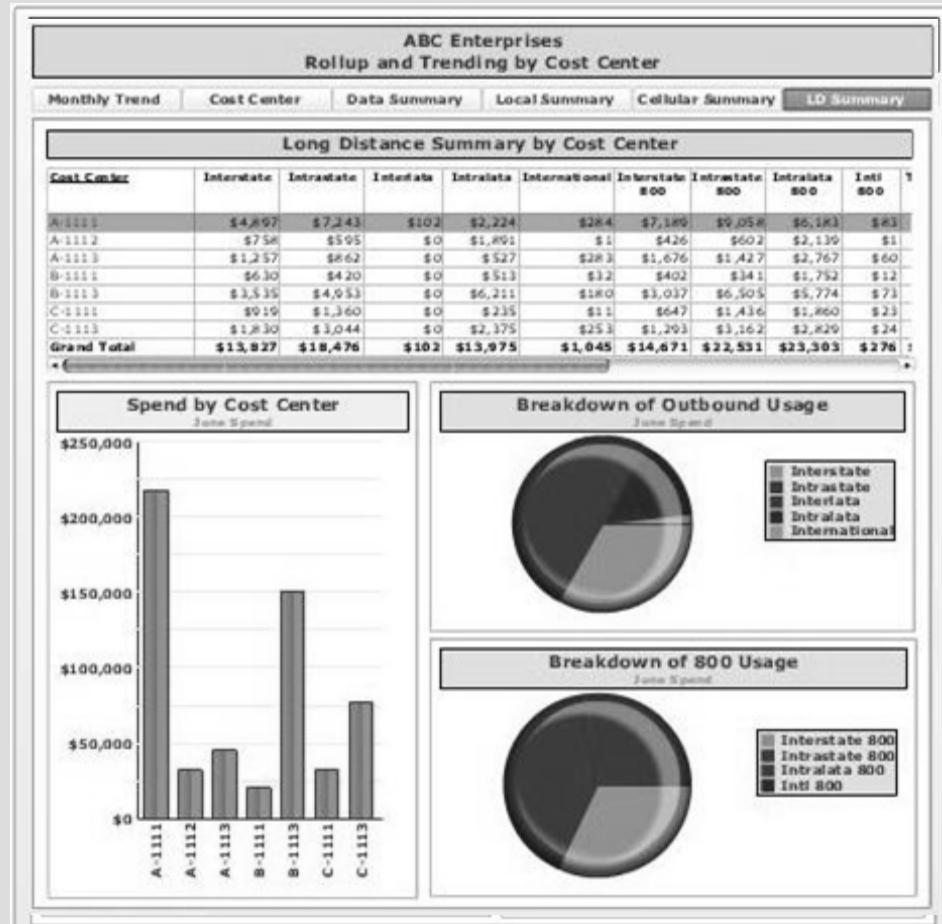 ABC Enterprises
Rollup and Trending by Cost Center
Monthly Trend Cost Center Data Summary Local Summary Cellular Summary LD Summary
Long Distance Summary by Cost Center
Cost Center Interstate Intrastate Interlata Intralata International Interstate 800 Intrastate 800 Intralata 800 Intl 800
A-1111 $4,897 $7,243 $102 $2,224 $284 $7,189 $9,058 $6,183 $83
A-1112 $758 $595 $0 $1,891 $1 $426 $602 $2,139 $1
A-1113 $1,257 $862 $0 $527 $283 $1,676 $1,427 $2,767 $60
B-1111 $630 $420 $0 $513 $32 $402 $341 $1,752 $12
B-1113 $3,535 $4,953 $0 $6,211 $180 $3,037 $6,505 $5,774 $73
C-1111 $919 $1,360 $0 $235 $11 $647 $1,436 $1,860 $23
C-1113 $1,830 $3,044 $0 $2,375 $253 $1,293 $3,162 $2,829 $24
Grand Total $13,827 $18,476 $102 $13,975 $1,045 $14,671 $22,531 $23,303 $276
Spend by Cost Center
June Spend
$250,000
$200,000
$150,000
$100,000
$50,000
$0
A-1111
A-1112
A-1113
B-1111
B-1113
C-1111
C-1113
Breakdown of Outbound Usage
June Spend
Interstate
Intrastate
Interlata
Intralata
International
Breakdown of 800 Usage
June Spend
Interstate 800
Intrastate 800
Intralata 800
Intl 800